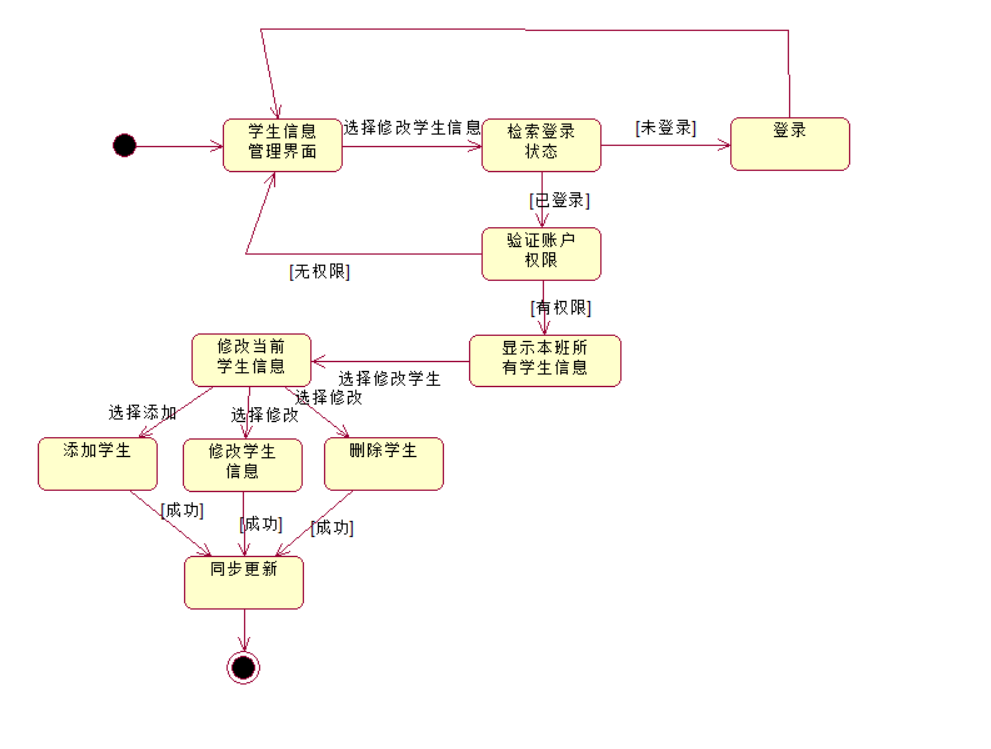 学生信息
管理界面
选择修改学生信息
检索登录
状态
[未登录]
登录
[已登录]
验证账户
权限
[无权限]
[有权限]
显示本班所
有学生信息
选择修改学生
修改当前
学生信息
选择添加
选择修改
选择修改
添加学生
修改学生
信息
删除学生
[成功]
[成功]
[成功]
同步更新